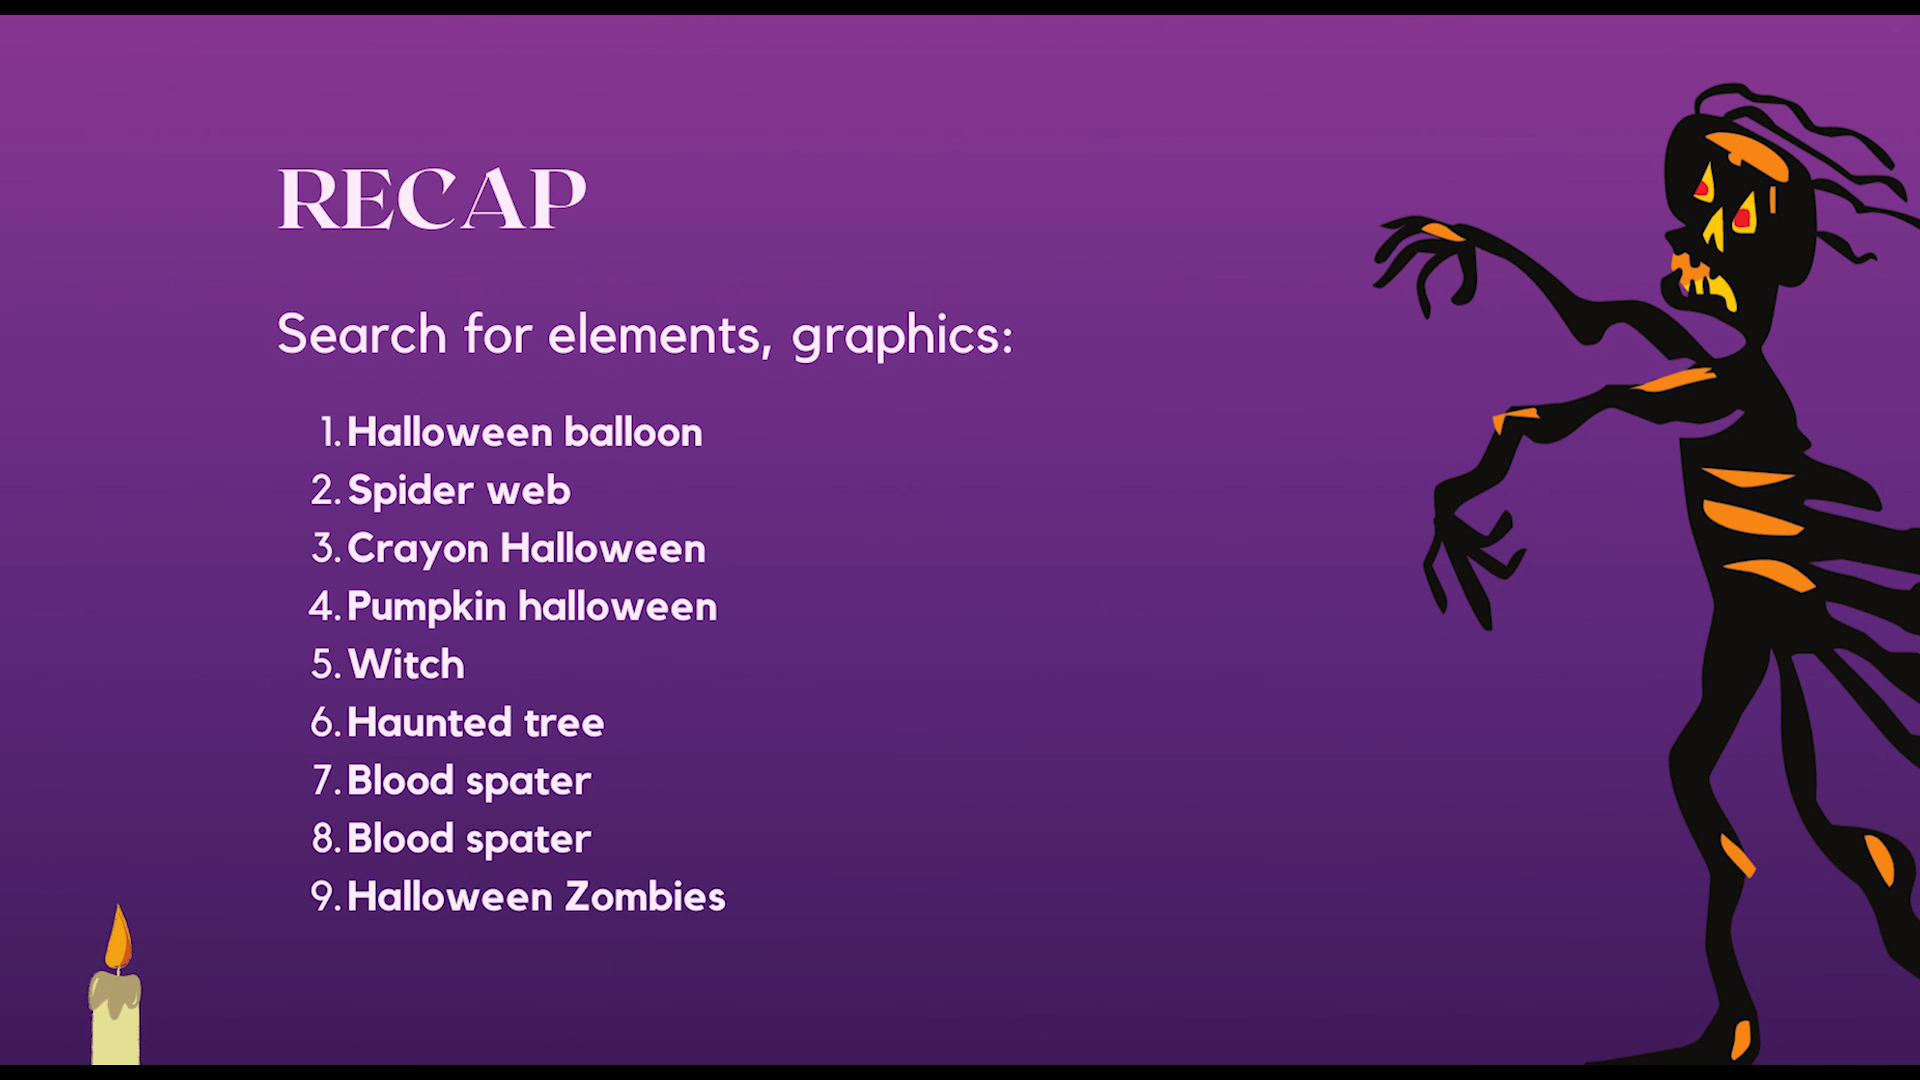 RECAP
Search for elements, graphics:
1. Halloween balloon
2. Spider web
3. Crayon Halloween
4. Pumpkin halloween
5. Witch
6. Haunted tree
7. Blood spater
8. Blood spater
9. Halloween Zombies